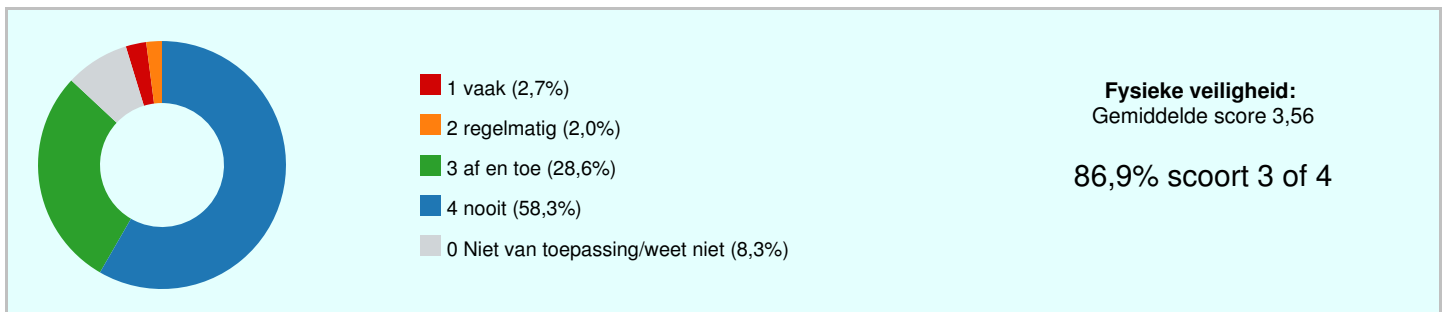 1 vaak (2,7%)
2 regelmatig (2,0%)
3 af en toe (28,6%)
4 nooit (58,3%)
0 Niet van toepassing/weet niet (8,3%)
Fysieke veiligheid:
Gemiddelde score 3,56
86,9% scoort 3 of 4